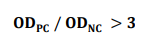 OD_PC / OD_NC > 3